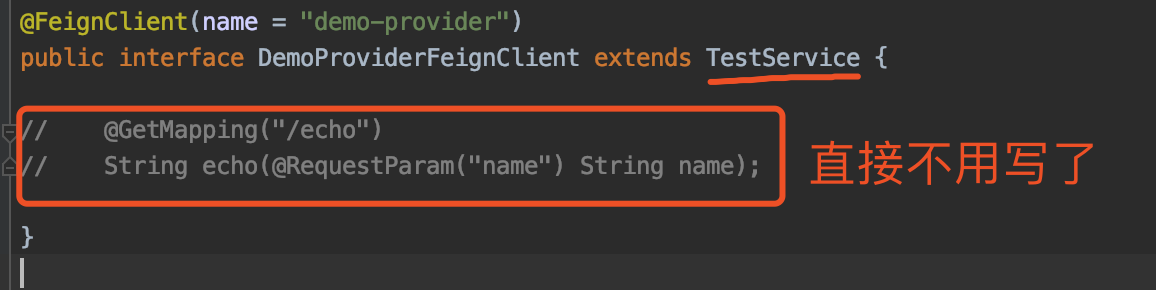 @FeignClient(name = "demo-provider")
public interface DemoProviderFeignClient extends TestService {
//    @GetMapping("/echo")
//    String echo(@RequestParam("name") String name);
直接不用写了
}